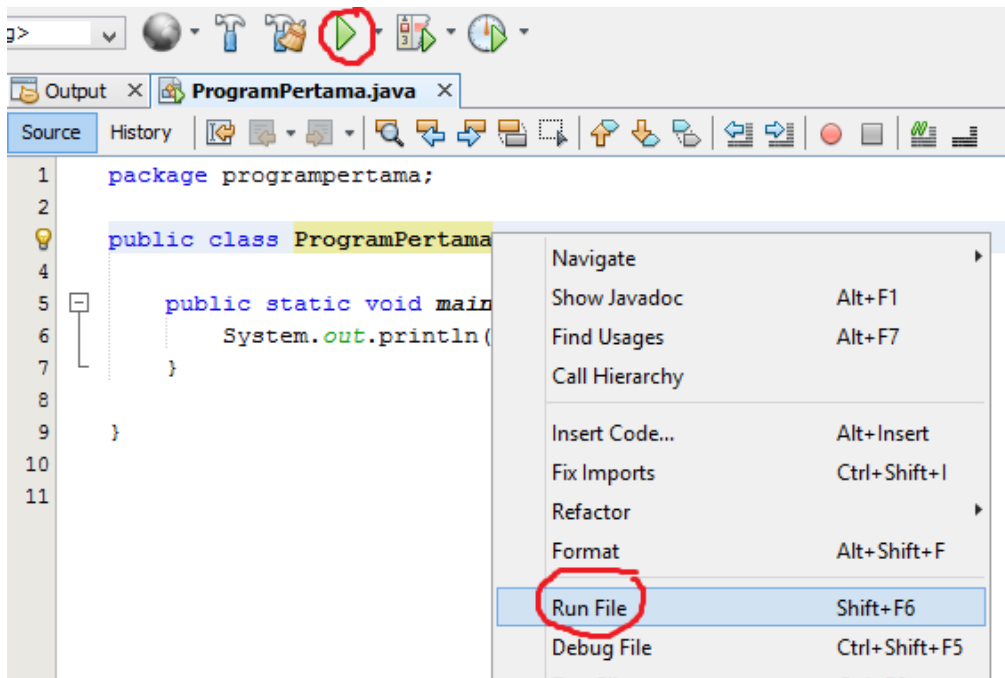 g>
Output × ProgramPertama.java ×
Source History
1 package programpertama;
2
public class ProgramPertama
4
5 public static void main
6 System.out.println(
7 }
8
9 }
10
11
Navigate
Show Javadoc Alt+F1
Find Usages Alt+F7
Call Hierarchy
Insert Code... Alt+Insert
Fix Imports Ctrl+Shift+I
Refactor
Format Alt+Shift+F
Run File Shift+F6
Debug File Ctrl+Shift+F5